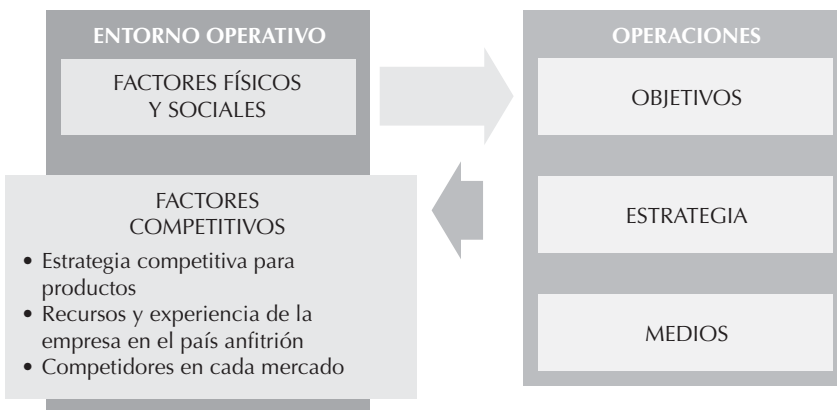 ENTORNO OPERATIVO
FACTORES FÍSICOS
Y SOCIALES
FACTORES
COMPETITIVOS
• Estrategia competitiva para
productos
• Recursos y experiencia de la
empresa en el país anfitrión
• Competidores en cada mercado
OPERACIONES
OBJETIVOS
ESTRATEGIA
MEDIOS